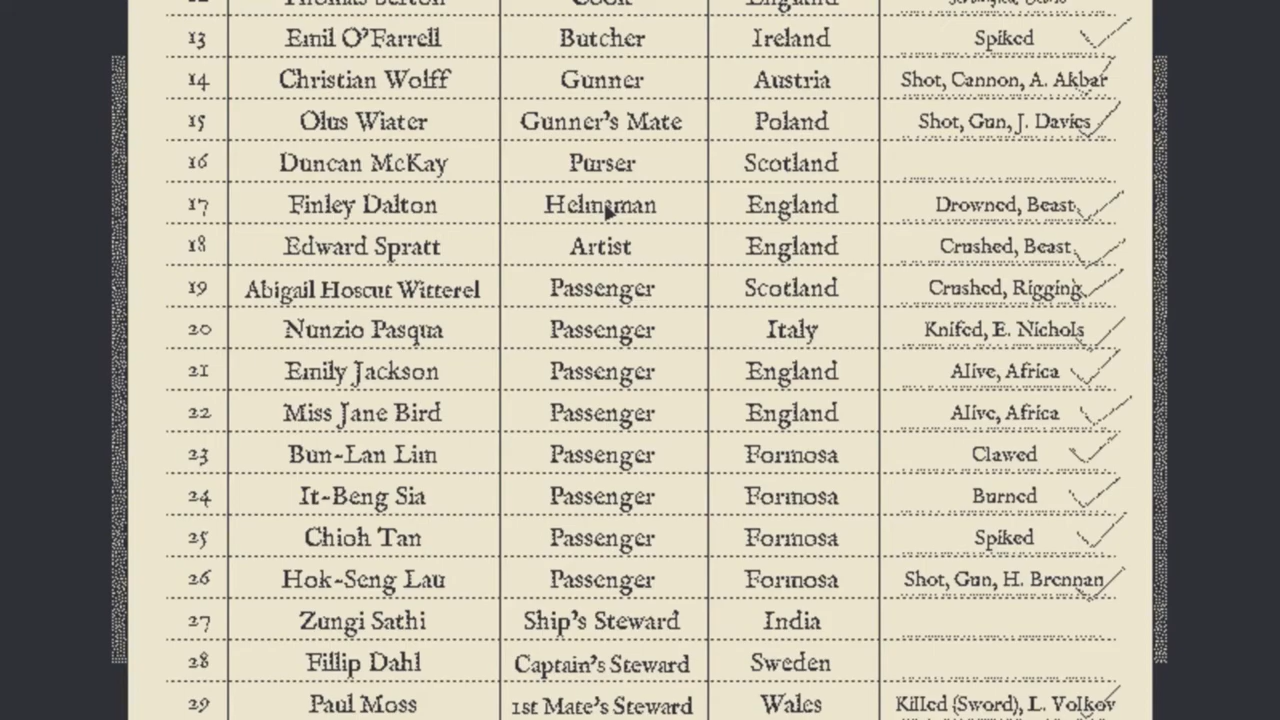 13 Emil O'Farrell Butcher Ireland Spiked
14 Christian Wolff Gunner Austria Shot, Cannon, A. Akbar
15 Olus Wiater Gunner's Mate Poland Shot, Gun, J. Davies
16 Duncan McKay Purser Scotland
17 Finley Dalton Helmsman England Drowned, Beast
18 Edward Spratt Artist England Crushed, Beast
19 Abigail Hoscut Witterel Passenger Scotland Crushed, Rigging
20 Nunzio Pasqua Passenger Italy Knifed, E. Nichols
21 Emily Jackson Passenger England Alive, Africa
22 Miss Jane Bird Passenger England Alive, Africa
23 Bun-Lan Lim Passenger Formosa Clawed
24 It-Beng Sia Passenger Formosa Burned
25 Chioh Tan Passenger Formosa Spiked
26 Hok-Seng Lau Passenger Formosa Shot, Gun, H. Brennan
27 Zungi Sathi Ship's Steward India
28 Fillip Dahl Captain's Steward Sweden
29 Paul Moss 1st Mate's Steward Wales Killed (Sword), L. Volkov